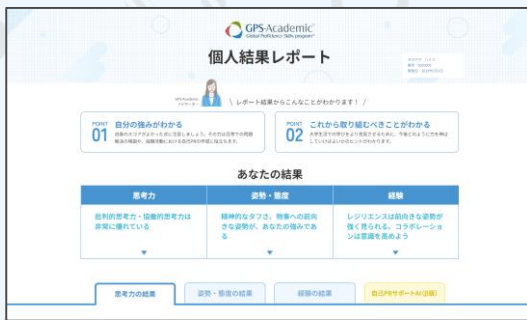 GPS-Academic
Global Proficiency Skills program
個人結果レポート
レポート結果からこんなことがわかります!
POINT
01
自分の強みがわかる
POINT
02
これから取り組むべきことがわかる
あなたの結果
思考力
姿勢・態度
経験
批判的思考力・協働的思考力は
非常に優れている
精神的なタフさ、物事への前向
きな姿勢が、あなたの強みであ
る
レジリエンスは前向きな姿勢が
強く見られる。コラボレーショ
ンは意識を高めよう
思考力の結果
姿勢・態度の結果
経験の結果
自己PRサポートAI(β版)